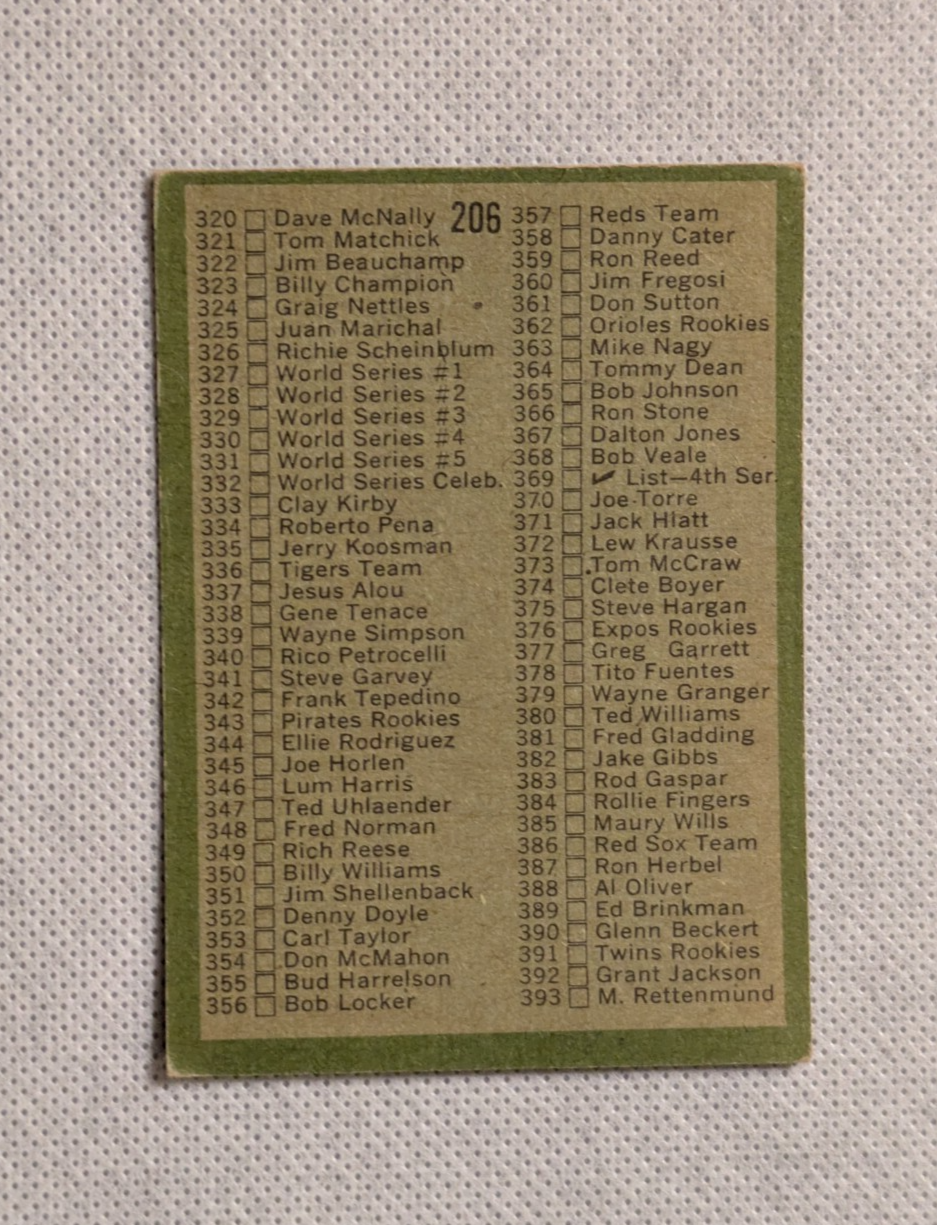 206
320 Dave McNally
321 Tom Matchick
322 Jim Beauchamp
323 Billy Champion
324 Graig Nettles
325 Juan Marichal
326 Richie Scheinblum
327 World Series #1
328 World Series #2
329 World Series #3
330 World Series #4
331 World Series #5
332 World Series Celeb.
333 Clay Kirby
334 Roberto Pena
335 Jerry Koosman
336 Tigers Team
337 Jesus Alou
338 Gene Tenace
339 Wayne Simpson
340 Rico Petrocelli
341 Steve Garvey
342 Frank Tepedino
343 Pirates Rookies
344 Ellie Rodriguez
345 Joe Horlen
346 Lum Harris
347 Ted Uhlaender
348 Fred Norman
349 Rich Reese
350 Billy Williams
351 Jim Shellenback
352 Denny Doyle
353 Carl Taylor
354 Don McMahon
355 Bud Harrelson
356 Bob Locker
357 Reds Team
358 Danny Cater
359 Ron Reed
360 Jim Fregosi
361 Don Sutton
362 Orioles Rookies
363 Mike Nagy
364 Tommy Dean
365 Bob Johnson
366 Ron Stone
367 Dalton Jones
368 Bob Veale
369 ✔ List—4th Ser.
370 Joe Torre
371 Jack Hiatt
372 Lew Krausse
373 Tom McCraw
374 Clete Boyer
375 Steve Hargan
376 Expos Rookies
377 Greg Garrett
378 Tito Fuentes
379 Wayne Granger
380 Ted Williams
381 Fred Gladding
382 Jake Gibbs
383 Rod Gaspar
384 Rollie Fingers
385 Maury Wills
386 Red Sox Team
387 Ron Herbel
388 Al Oliver
389 Ed Brinkman
390 Glenn Beckert
391 Twins Rookies
392 Grant Jackson
393 M. Rettenmund